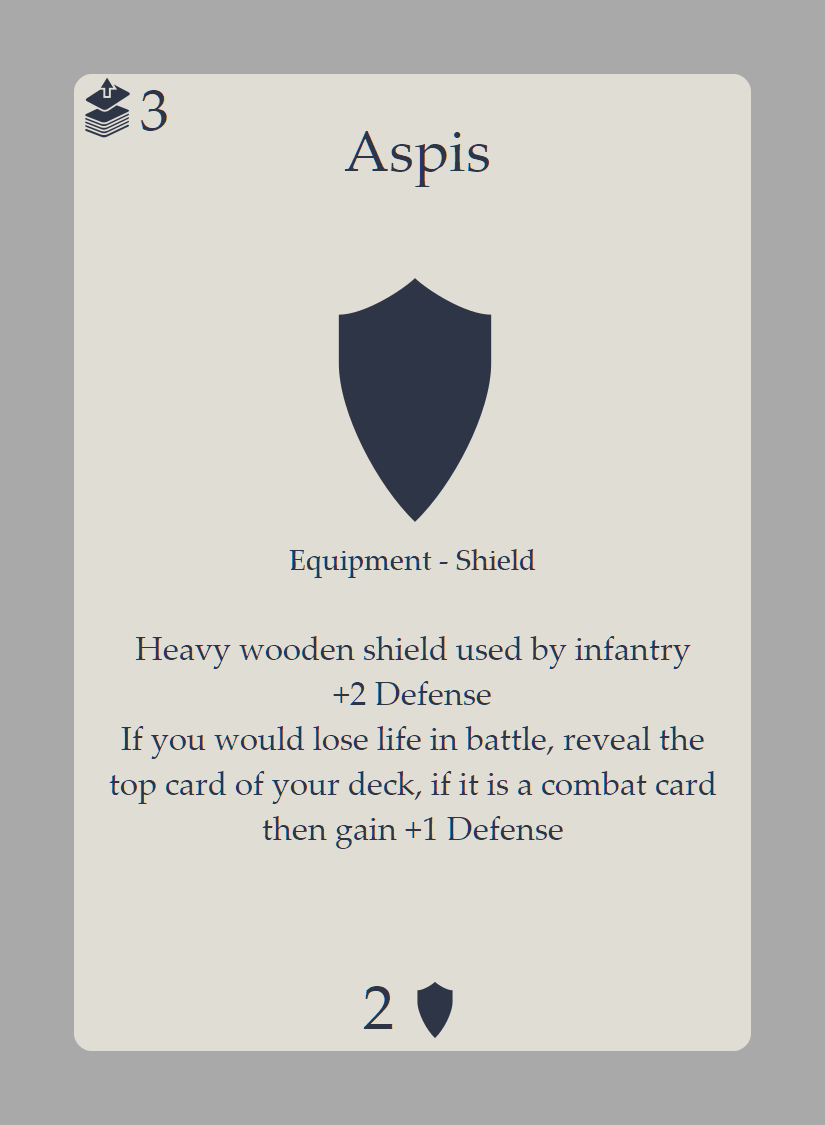 3
Aspis
Equipment - Shield
Heavy wooden shield used by infantry
+2 Defense
If you would lose life in battle, reveal the
top card of your deck, if it is a combat card
then gain +1 Defense
2